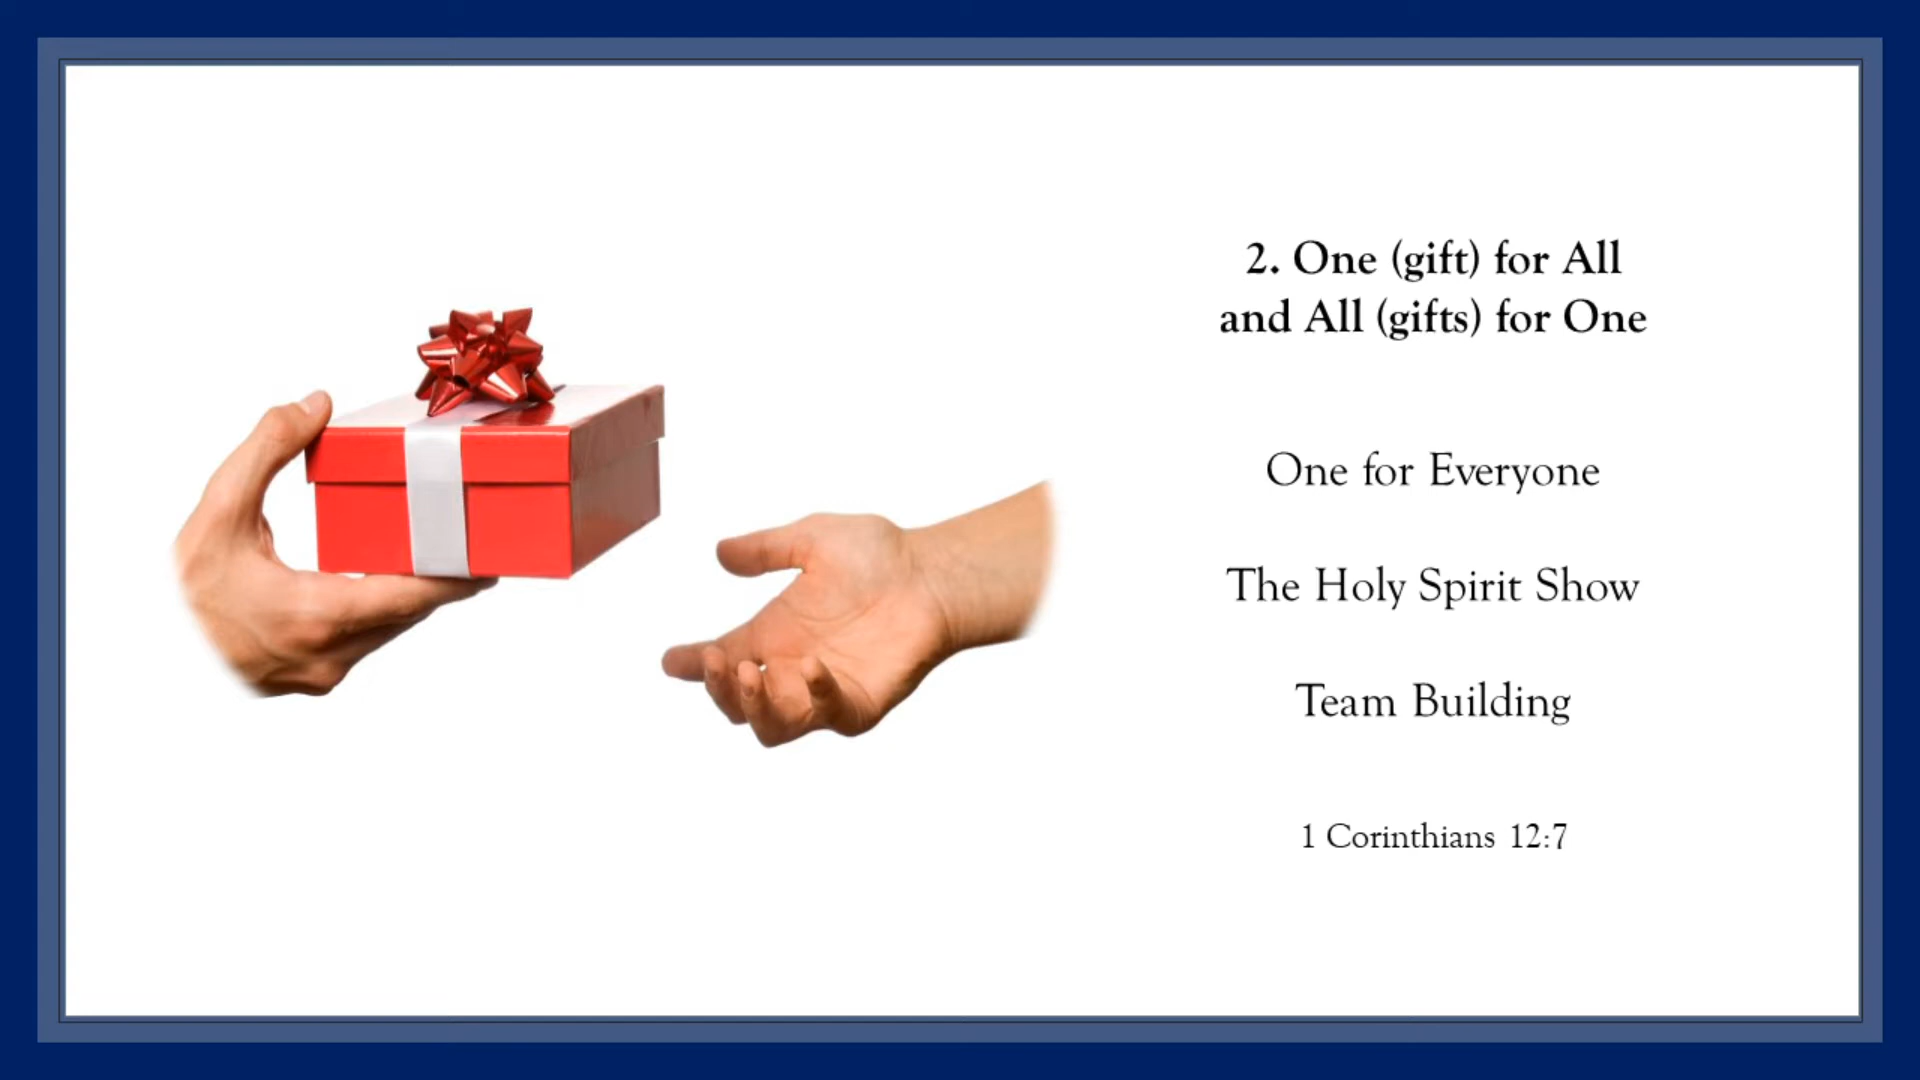 2. One (gift) for All
and All (gifts) for One
One for Everyone
The Holy Spirit Show
Team Building
1 Corinthians 12:7